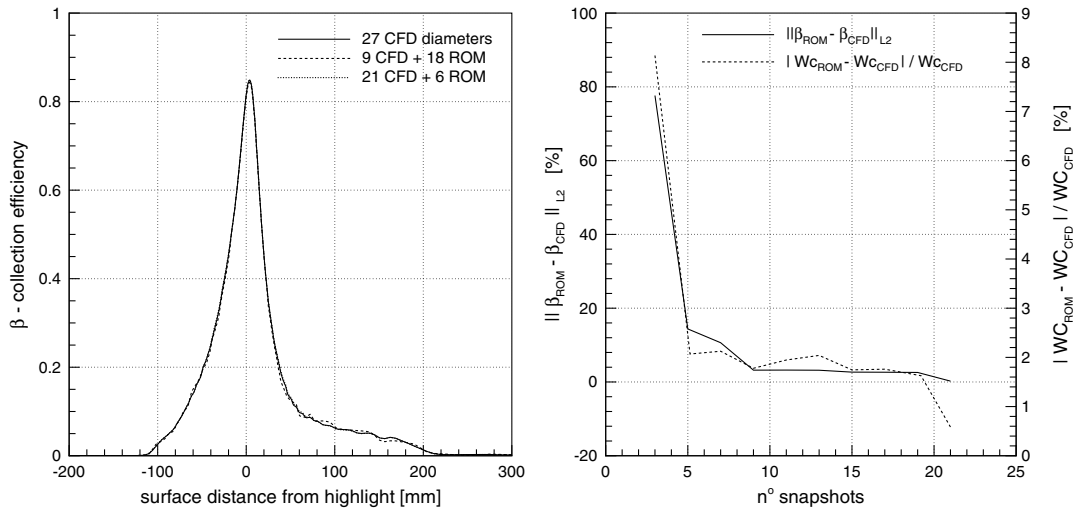 27 CFD diameters
9 CFD + 18 ROM
21 CFD + 6 ROM
1
0.8
0.6
0.4
0.2
0
-200 -100 0 100 200 300
β - collection efficiency
surface distance from highlight [mm]
||β_ROM - β_CFD||_L2
| Wc_ROM - Wc_CFD | / Wc_CFD
100
80
60
40
20
0
-20
0 5 10 15 20 25
9
8
7
6
5
4
3
2
1
0
|| β_ROM - β_CFD ||_L2 [%]
n° snapshots
| WC_ROM - WC_CFD | / WC_CFD [%]